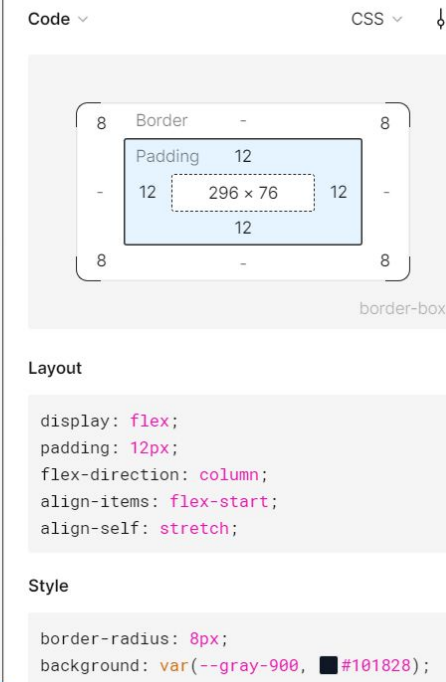 Code CSS
8 Border - 8
Padding 12
- 12 296 × 76 12 -
12
8 - 8
border-box
Layout
display: flex;
padding: 12px;
flex-direction: column;
align-items: flex-start;
align-self: stretch;
Style
border-radius: 8px;
background: var(--gray-900, #101828);